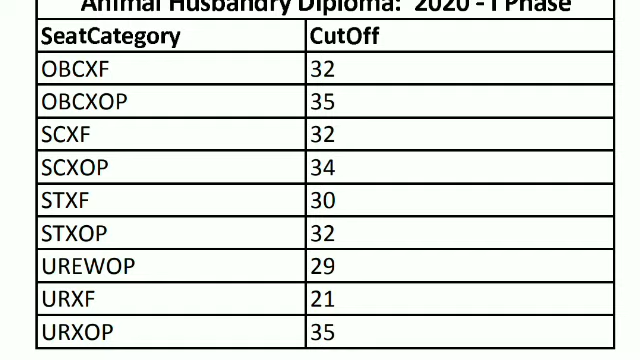 Animal Husbandry Diploma: 2020 - I Phase
SeatCategory CutOff
OBCXF 32
OBCXOP 35
SCXF 32
SCXOP 34
STXF 30
STXOP 32
UREWOP 29
URXF 21
URXOP 35